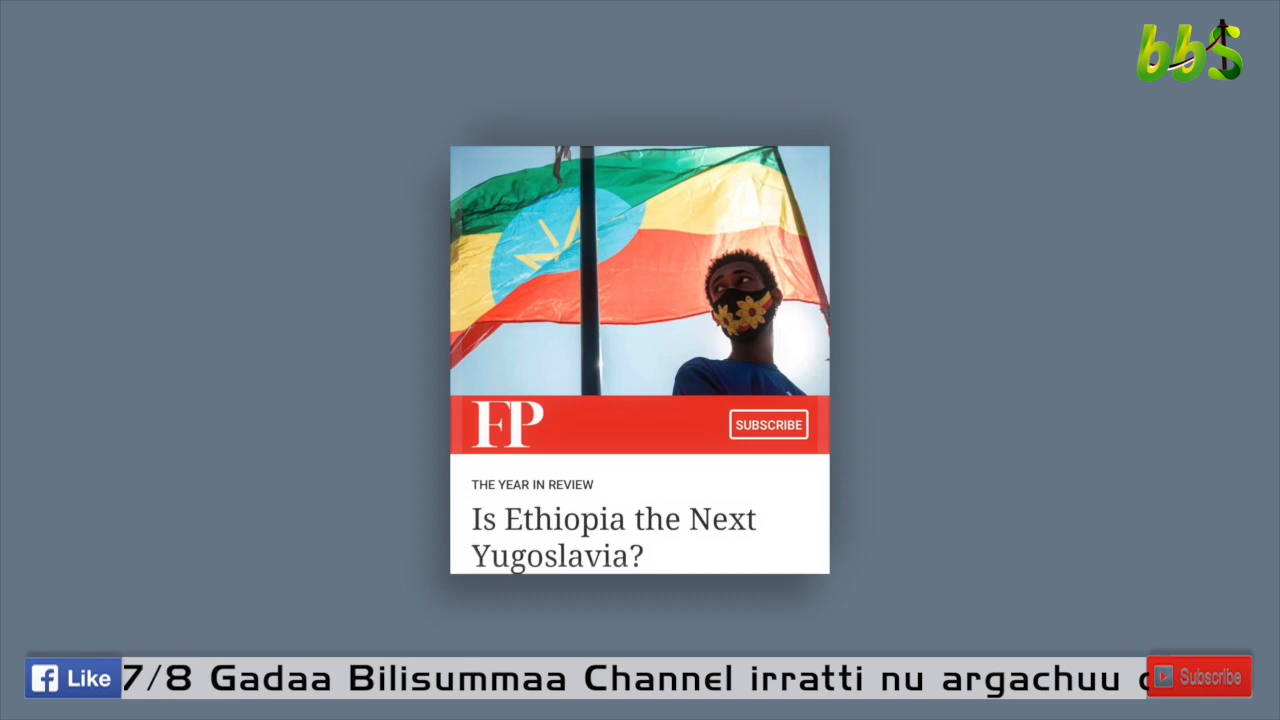 bbS
FP
SUBSCRIBE
THE YEAR IN REVIEW
Is Ethiopia the Next
Yugoslavia?
Like 7/8 Gadaa Bilisummaa Channel irratti nu argachuu Subscribe